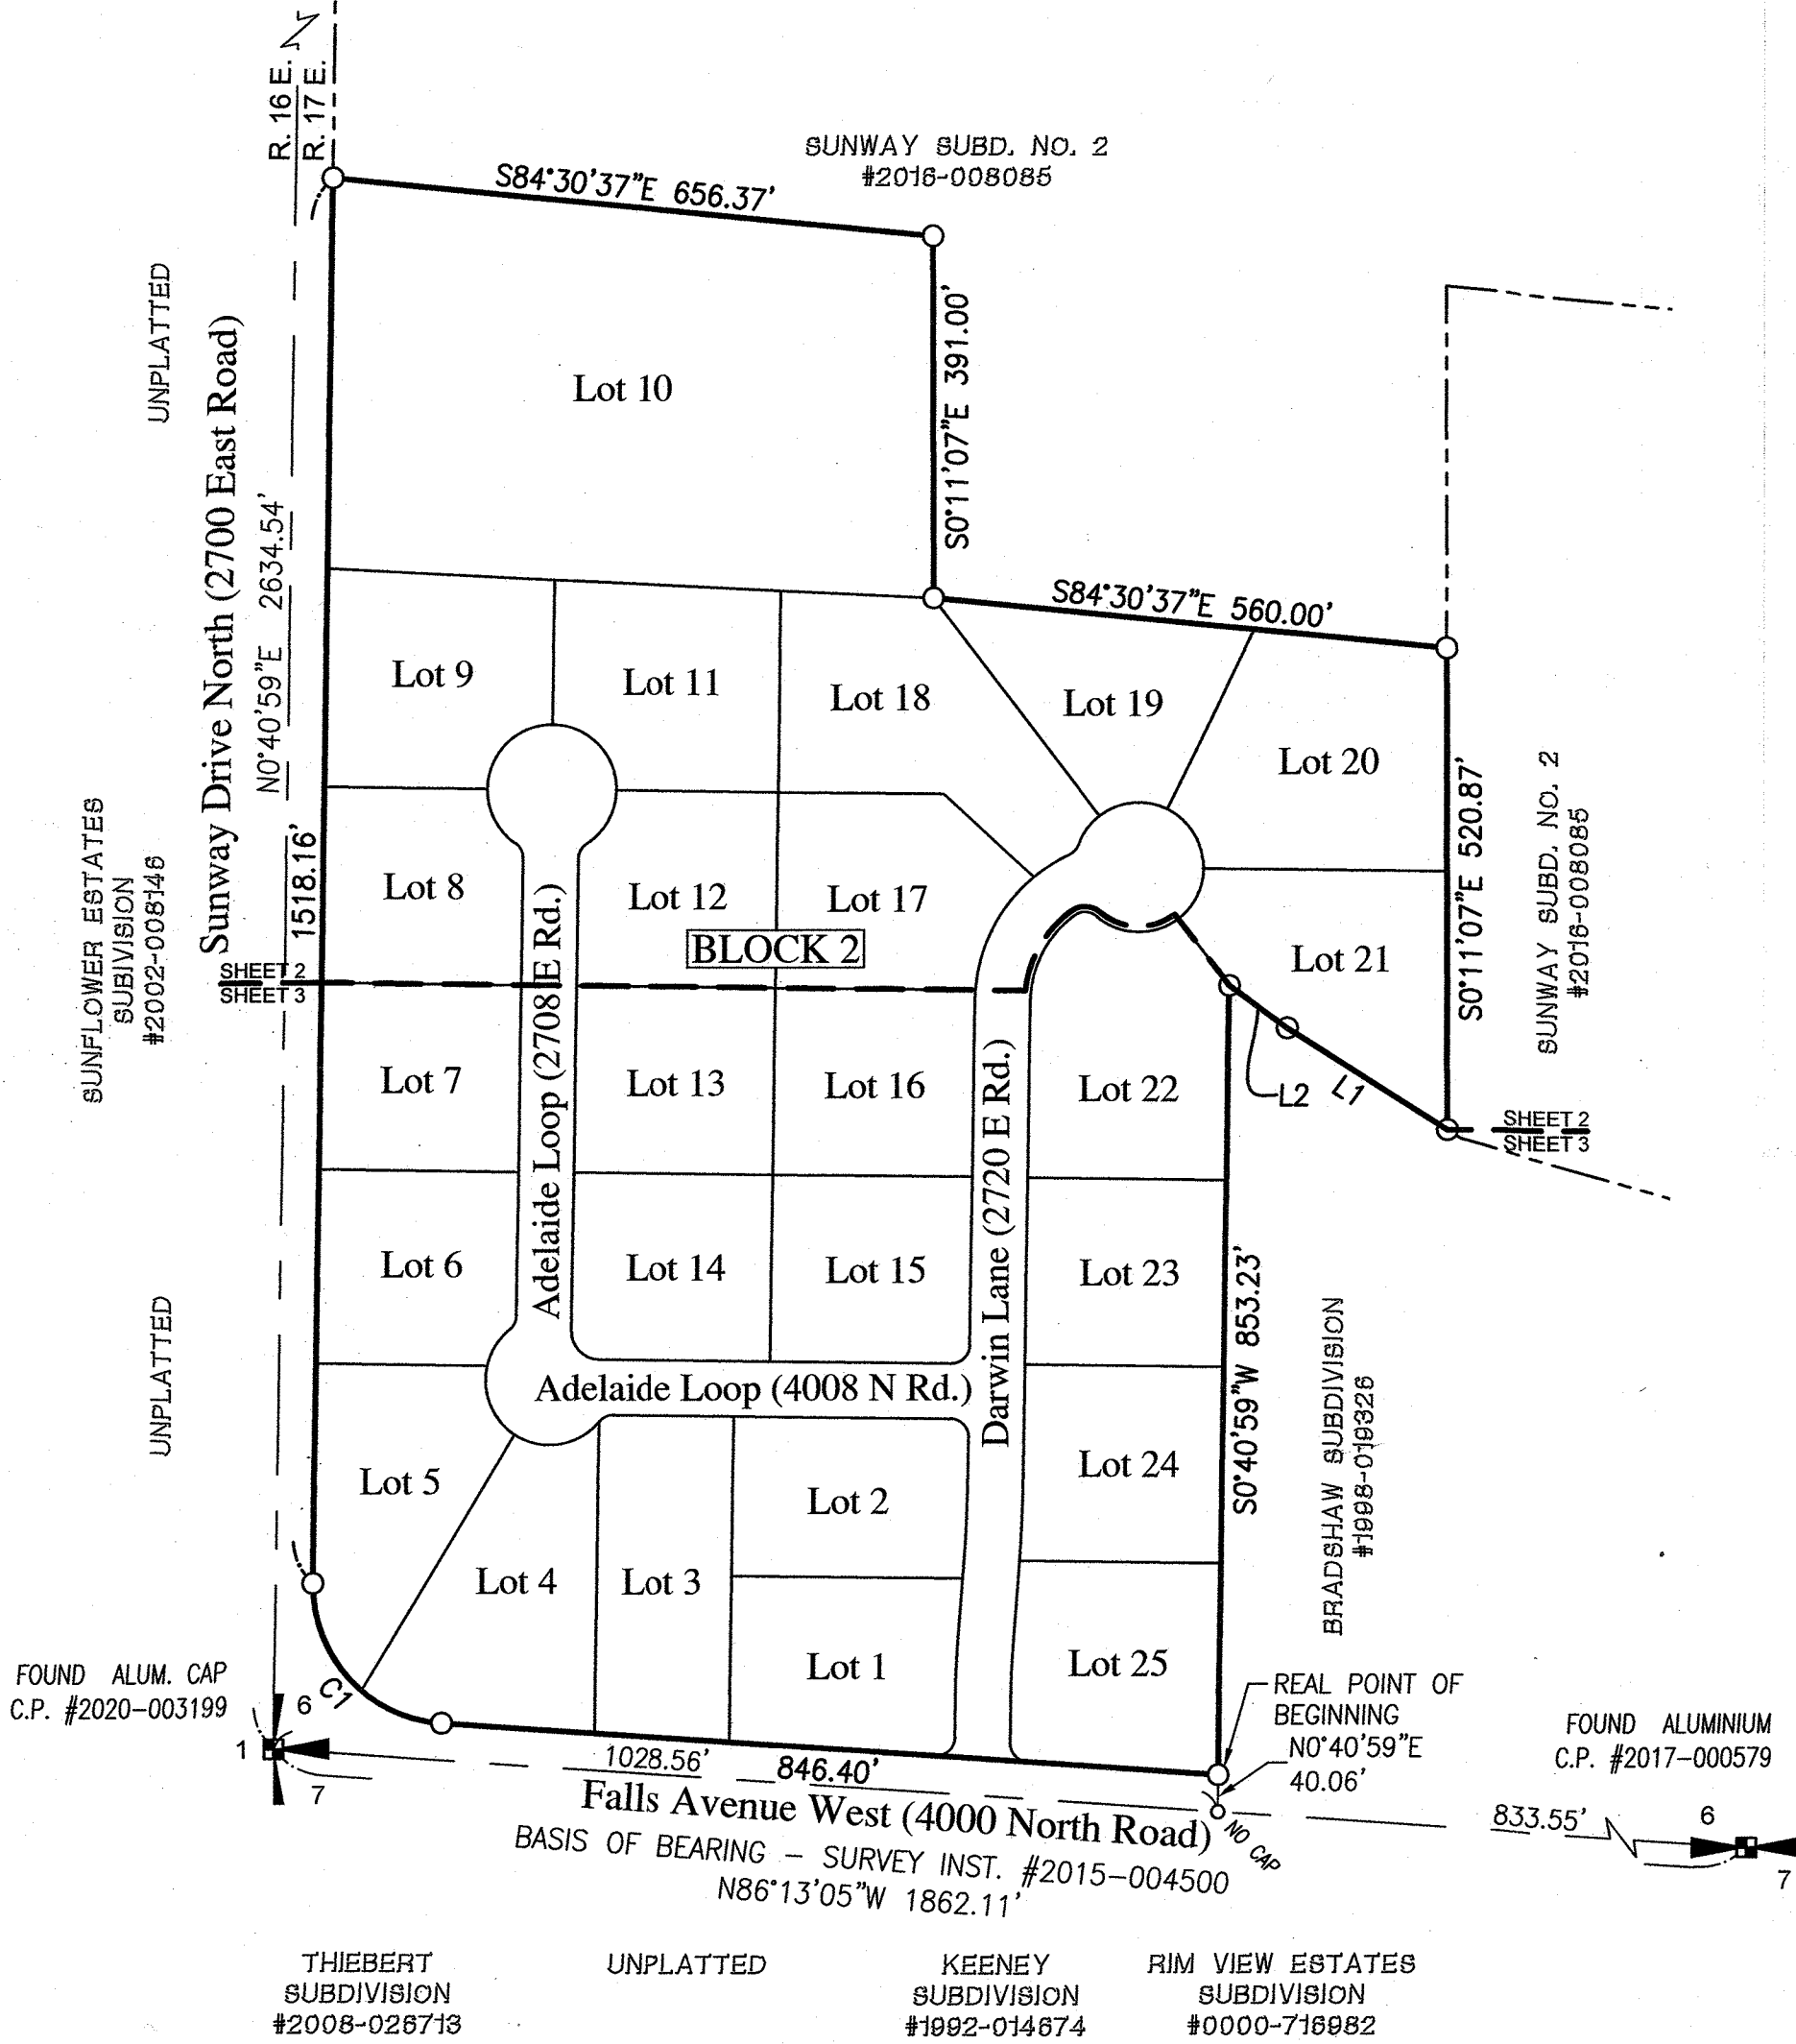 R. 16 E.
R. 17 E.
SUNWAY SUBD. NO. 2
#2016-008085
S84°30'37"E 656.37'
UNPLATTED
Sunway Drive North (2700 East Road)
N0°40'59"E 2634.54'
1518.16'
Lot 10
S0°11'07"E 391.00'
S84°30'37"E 560.00'
Lot 9
Lot 11
Lot 18
Lot 19
Lot 20
SUNFLOWER ESTATES
SUBDIVISION
#2002-008146
Lot 8
Lot 12
Lot 17
BLOCK 2
Lot 21
S0°11'07"E 520.87'
SUNWAY SUBD. NO. 2
#2016-008085
SHEET 2
SHEET 3
Adelaide Loop (2708 E Rd.)
Lot 7
Lot 13
Lot 16
Darwin Lane (2720 E Rd.)
Lot 22
L2
L1
SHEET 2
SHEET 3
Lot 6
Lot 14
Lot 15
Lot 23
S0°40'59"W 853.23'
BRADSHAW SUBDIVISION
#1998-019326
UNPLATTED
Adelaide Loop (4008 N Rd.)
Lot 5
Lot 2
Lot 24
Lot 4
Lot 3
Lot 1
Lot 25
FOUND ALUM. CAP
C.P. #2020-003199
C1
6
1
7
REAL POINT OF
BEGINNING
N0°40'59"E
40.06'
FOUND ALUMINIUM
C.P. #2017-000579
1028.56'
846.40'
Falls Avenue West (4000 North Road)
NO CAP
833.55'
6
7
BASIS OF BEARING – SURVEY INST. #2015-004500
N86°13'05"W 1862.11'
THIEBERT
SUBDIVISION
#2008-026713
UNPLATTED
KEENEY
SUBDIVISION
#1992-014674
RIM VIEW ESTATES
SUBDIVISION
#0000-716982